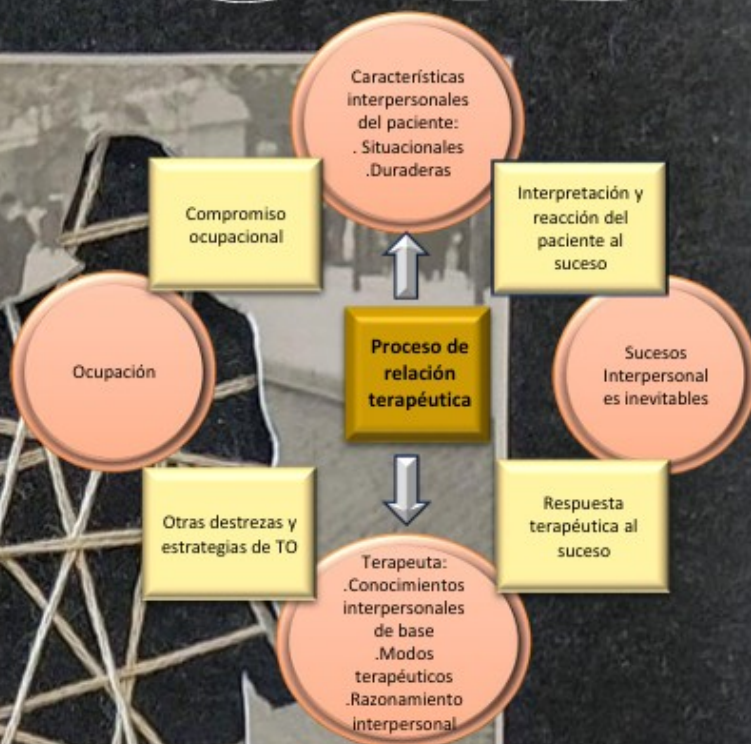 Características
interpersonales
del paciente:
. Situacionales
.Duraderas
Compromiso
ocupacional
Interpretación y
reacción del
paciente al
suceso
Ocupación
Proceso de
relación
terapéutica
Sucesos
Interpersonal
es inevitables
Otras destrezas y
estrategias de TO
Respuesta
terapéutica al
suceso
Terapeuta:
.Conocimientos
interpersonales
de base
.Modos
terapéuticos
.Razonamiento
interpersonal